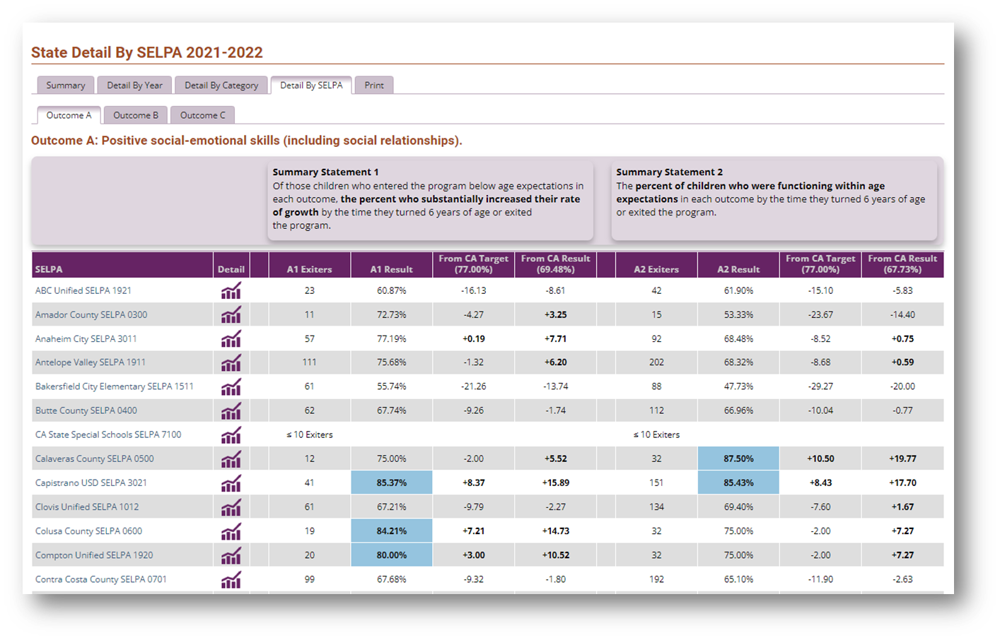 State Detail By SELPA 2021-2022
Summary Detail By Year Detail By Category Detail By SELPA Print
Outcome A Outcome B Outcome C
Outcome A: Positive social-emotional skills (including social relationships).
Summary Statement 1
Of those children who entered the program below age expectations in
each outcome, the percent who substantially increased their rate
of growth by the time they turned 6 years of age or exited
the program.
Summary Statement 2
The percent of children who were functioning within age
expectations in each outcome by the time they turned 6 years of age
or exited the program.
SELPA Detail A1 Exiters A1 Result From CA Target (77.00%) From CA Result (69.48%) A2 Exiters A2 Result From CA Target (77.00%) From CA Result (67.73%)
ABC Unified SELPA 1921 23 60.87% -16.13 -8.61 42 61.90% -15.10 -5.83
Amador County SELPA 0300 11 72.73% -4.27 +3.25 15 53.33% -23.67 -14.40
Anaheim City SELPA 3011 57 77.19% +0.19 +7.71 92 68.48% -8.52 +0.75
Antelope Valley SELPA 1911 111 75.68% -1.32 +6.20 202 68.32% -8.68 +0.59
Bakersfield City Elementary SELPA 1511 61 55.74% -21.26 -13.74 88 47.73% -29.27 -20.00
Butte County SELPA 0400 62 67.74% -9.26 -1.74 112 66.96% -10.04 -0.77
CA State Special Schools SELPA 7100 ≤ 10 Exiters ≤ 10 Exiters
Calaveras County SELPA 0500 12 75.00% -2.00 +5.52 32 87.50% +10.50 +19.77
Capistrano USD SELPA 3021 41 85.37% +8.37 +15.89 151 85.43% +8.43 +17.70
Clovis Unified SELPA 1012 61 67.21% -9.79 -2.27 134 69.40% -7.60 +1.67
Colusa County SELPA 0600 19 84.21% +7.21 +14.73 32 75.00% -2.00 +7.27
Compton Unified SELPA 1920 20 80.00% +3.00 +10.52 32 75.00% -2.00 +7.27
Contra Costa County SELPA 0701 99 67.68% -9.32 -1.80 192 65.10% -11.90 -2.63